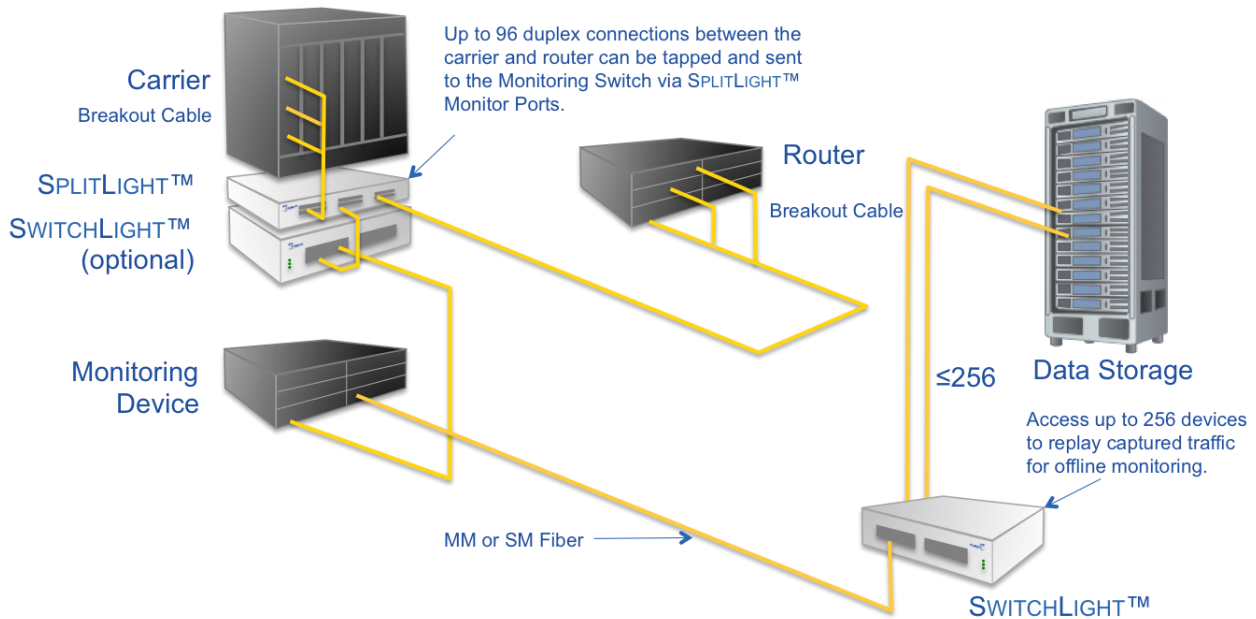 Up to 96 duplex connections between the
carrier and router can be tapped and sent
to the Monitoring Switch via SPLITLIGHT™
Monitor Ports.
Carrier
Breakout Cable
SPLITLIGHT™
SWITCHLIGHT™
(optional)
Router
Breakout Cable
Monitoring
Device
≤256
Data Storage
Access up to 256 devices
to replay captured traffic
for offline monitoring.
MM or SM Fiber
SWITCHLIGHT™